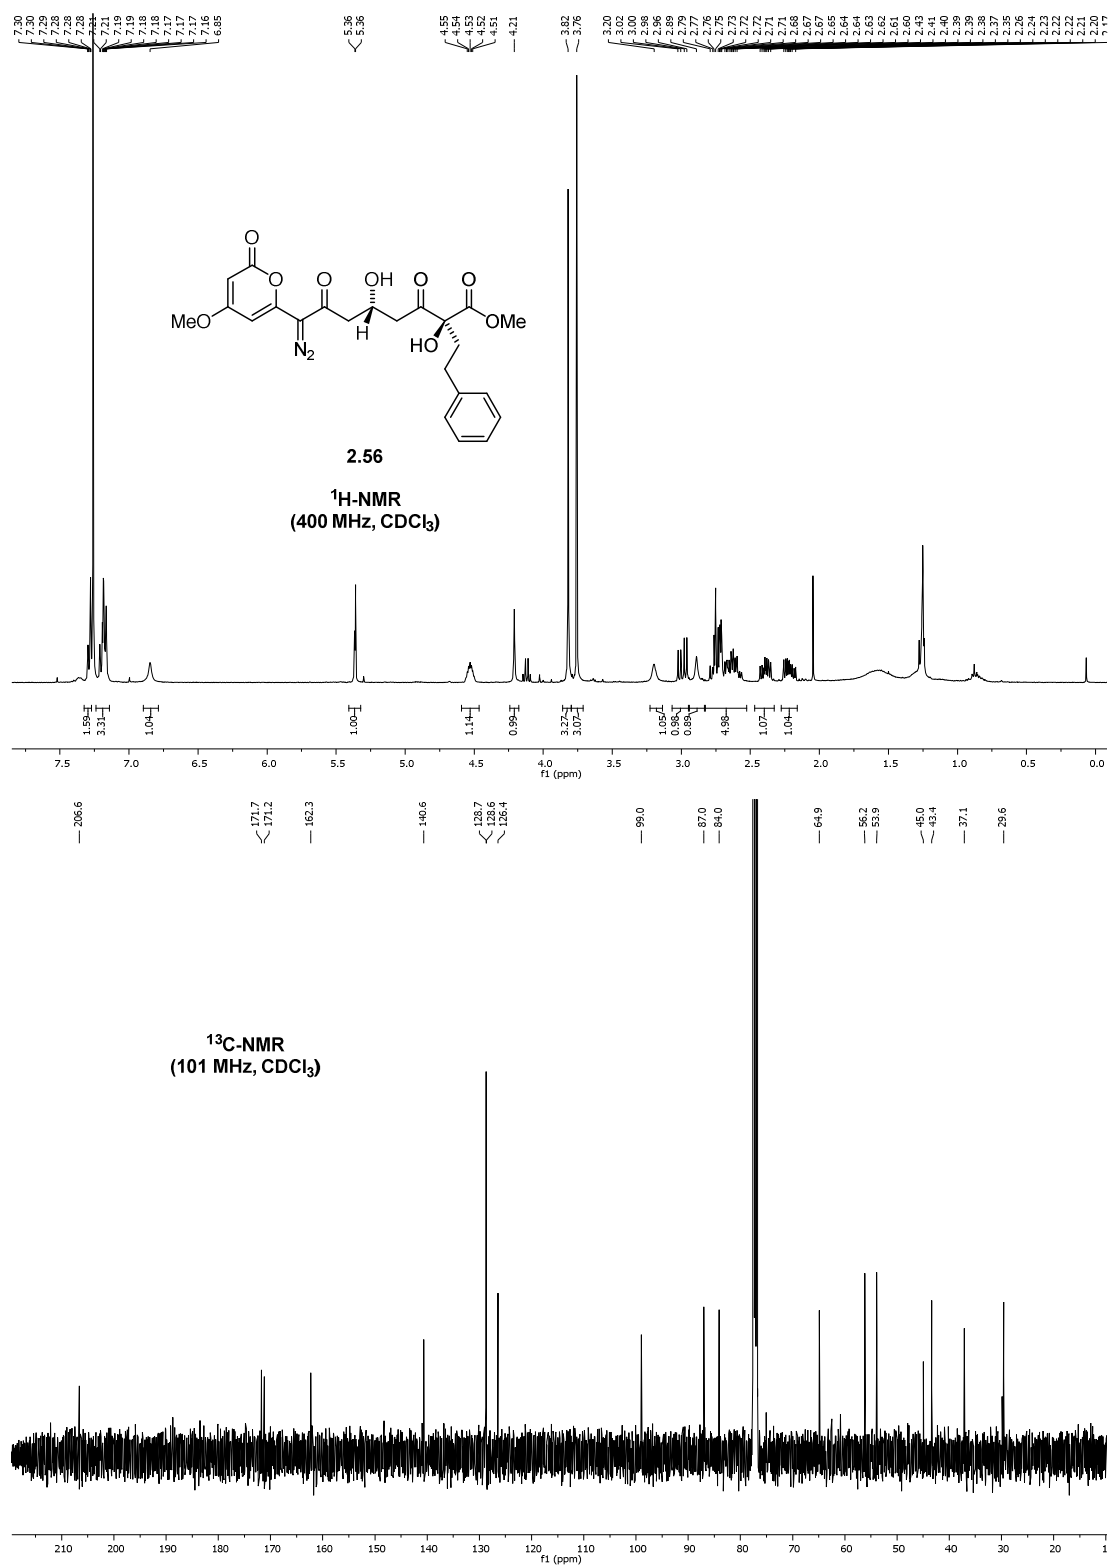 7.30 7.30 7.29 7.28 7.28 7.28 7.21 7.21 7.19 7.19 7.18 7.18 7.17 7.17 7.17 7.16 6.85 5.36 5.36 4.55 4.54 4.53 4.52 4.51 4.21 3.82 3.76 3.20 3.02 3.00 2.98 2.96 2.89 2.79 2.77 2.76 2.75 2.73 2.72 2.72 2.71 2.71 2.68 2.67 2.67 2.65 2.64 2.64 2.63 2.62 2.61 2.60 2.43 2.41 2.40 2.39 2.39 2.38 2.37 2.35 2.26 2.24 2.23 2.22 2.22 2.21 2.20 2.17
O
O
O
OH
O
O
MeO
N2
H
HO
OMe
2.56
1H-NMR
(400 MHz, CDCl3)
1.59 3.31 1.04 1.00 1.14 0.99 3.27 3.07 1.05 0.98 0.89 4.98 1.07 1.04
7.5 7.0 6.5 6.0 5.5 5.0 4.5 4.0 3.5 3.0 2.5 2.0 1.5 1.0 0.5 0.0
f1 (ppm)
206.6 171.7 171.2 162.3 140.6 128.7 128.6 126.4 99.0 87.0 84.0 64.9 56.2 53.9 45.0 43.4 37.1 29.6
13C-NMR
(101 MHz, CDCl3)
210 200 190 180 170 160 150 140 130 120 110 100 90 80 70 60 50 40 30 20
f1 (ppm)